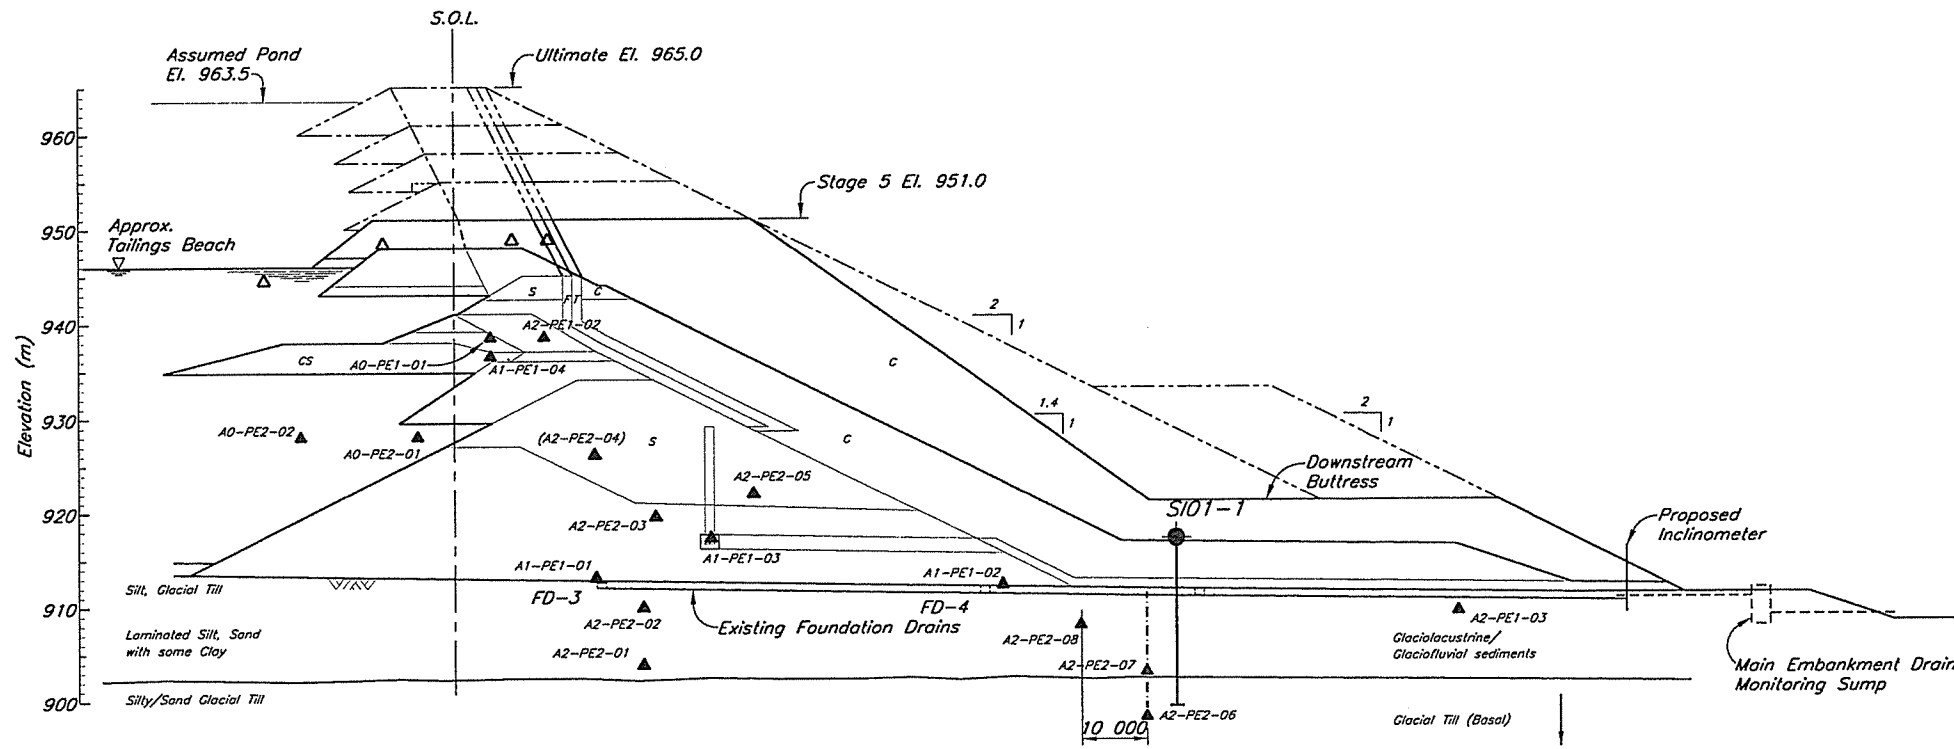 S.O.L.
Assumed Pond
El. 963.5
Ultimate El. 965.0
960
Stage 5 El. 951.0
Approx.
Tailings Beach
950
Elevation (m)
940
930
920
910
900
S
F
T
C
A2-PE1-02
CS
A0-PE1-01
A1-PE1-04
2
1
C
1.4
1
2
1
A0-PE2-02
A0-PE2-01
(A2-PE2-04)
S
C
A2-PE2-05
Downstream
Buttress
A2-PE2-03
SI01-1
A1-PE1-03
Proposed
Inclinometer
A1-PE1-01
A1-PE1-02
Silt, Glacial Till
FD-3
FD-4
A2-PE2-02
Existing Foundation Drains
A2-PE2-08
A2-PE1-03
Laminated Silt, Sand
with some Clay
A2-PE2-01
A2-PE2-07
Glaciolacustrine/
Glaciofluvial sediments
Main Embankment Drain
Monitoring Sump
Silty/Sand Glacial Till
A2-PE2-06
Glacial Till (Basal)
10 000